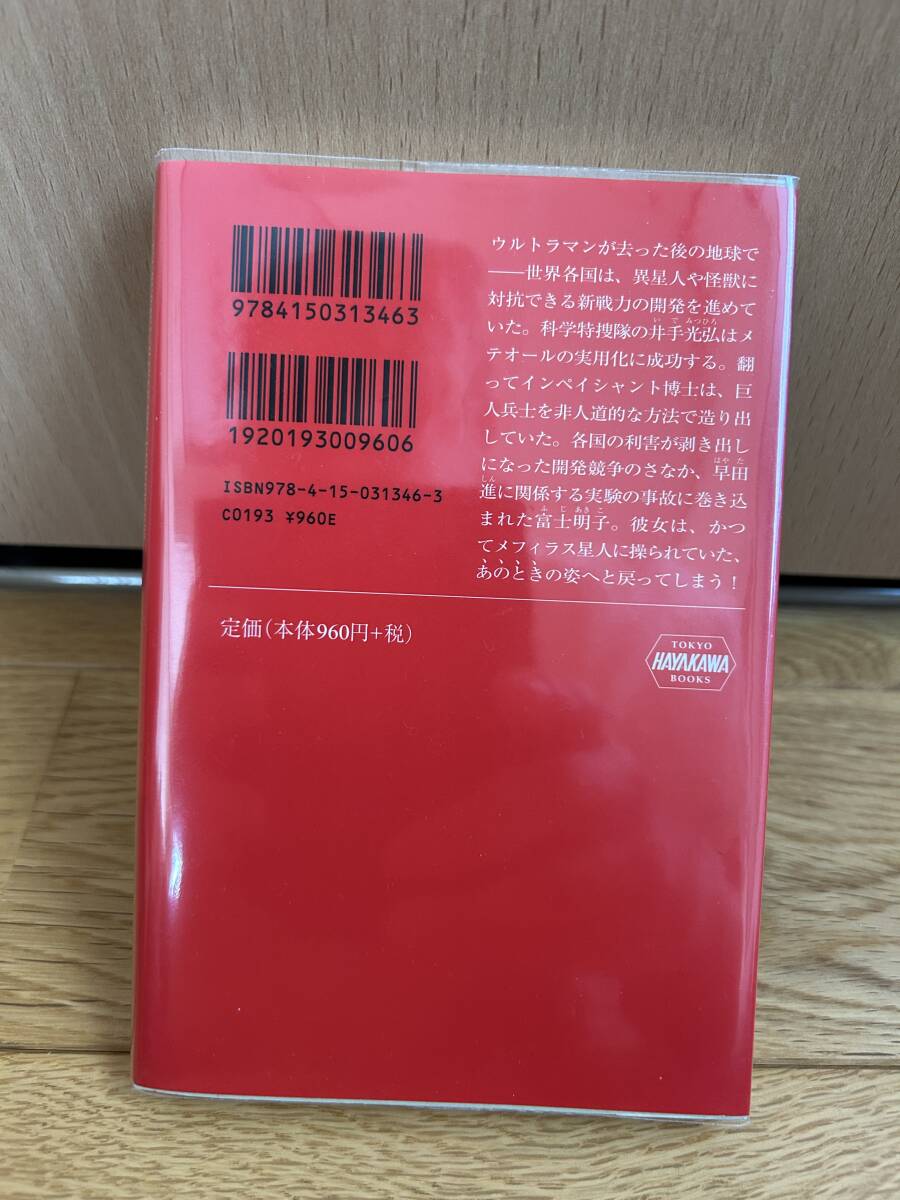 9784150313463
1920193009606
ISBN978-4-15-031346-3
C0193 ¥960E
定価(本体960円+税)
ウルトラマンが去った後の地球で
――世界各国は、異星人や怪獣に
対抗できる新戦力の開発を進めて
いた。科学特捜隊の井手光弘はメ
テオールの実用化に成功する。翻
ってインペイシャント博士は、巨
人兵士を非人道的な方法で造り出
していた。各国の利害が剥き出し
になった開発競争のさなか、早田
進に関係する実験の事故に巻き込
まれた富士明子。彼女は、かつ
てメフィラス星人に操られていた、
あのときの姿へと戻ってしまう！
TOKYO
HAYAKAWA
BOOKS